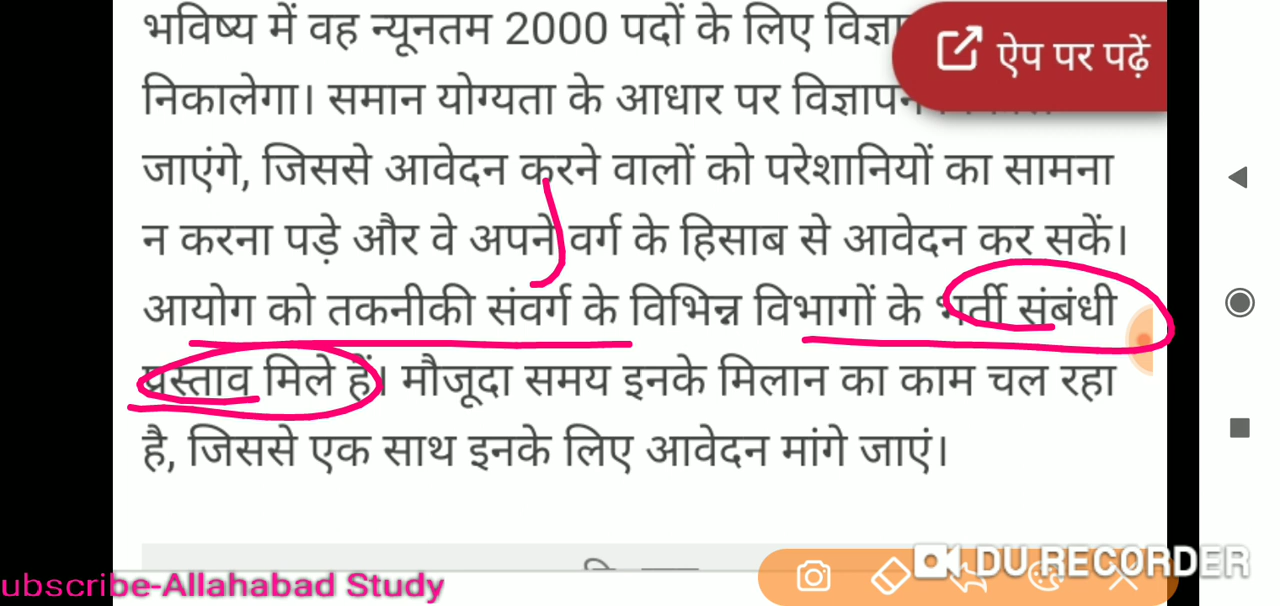 भविष्य में वह न्यूनतम 2000 पदों के लिए
ऐप पर पढ़ें
निकालेगा। समान योग्यता के आधार पर
जाएंगे, जिससे आवेदन करने वालों को परेशानियों का सामना
न करना पड़े और वे अपने वर्ग के हिसाब से आवेदन कर सकें।
आयोग को तकनीकी संवर्ग के विभिन्न विभागों के भर्ती संबंधी
प्रस्ताव मिले हैं। मौजूदा समय इनके मिलान का काम चल रहा
है, जिससे एक साथ इनके लिए आवेदन मांगे जाएं।
DU RECORDER
ubscribe-Allahabad Study